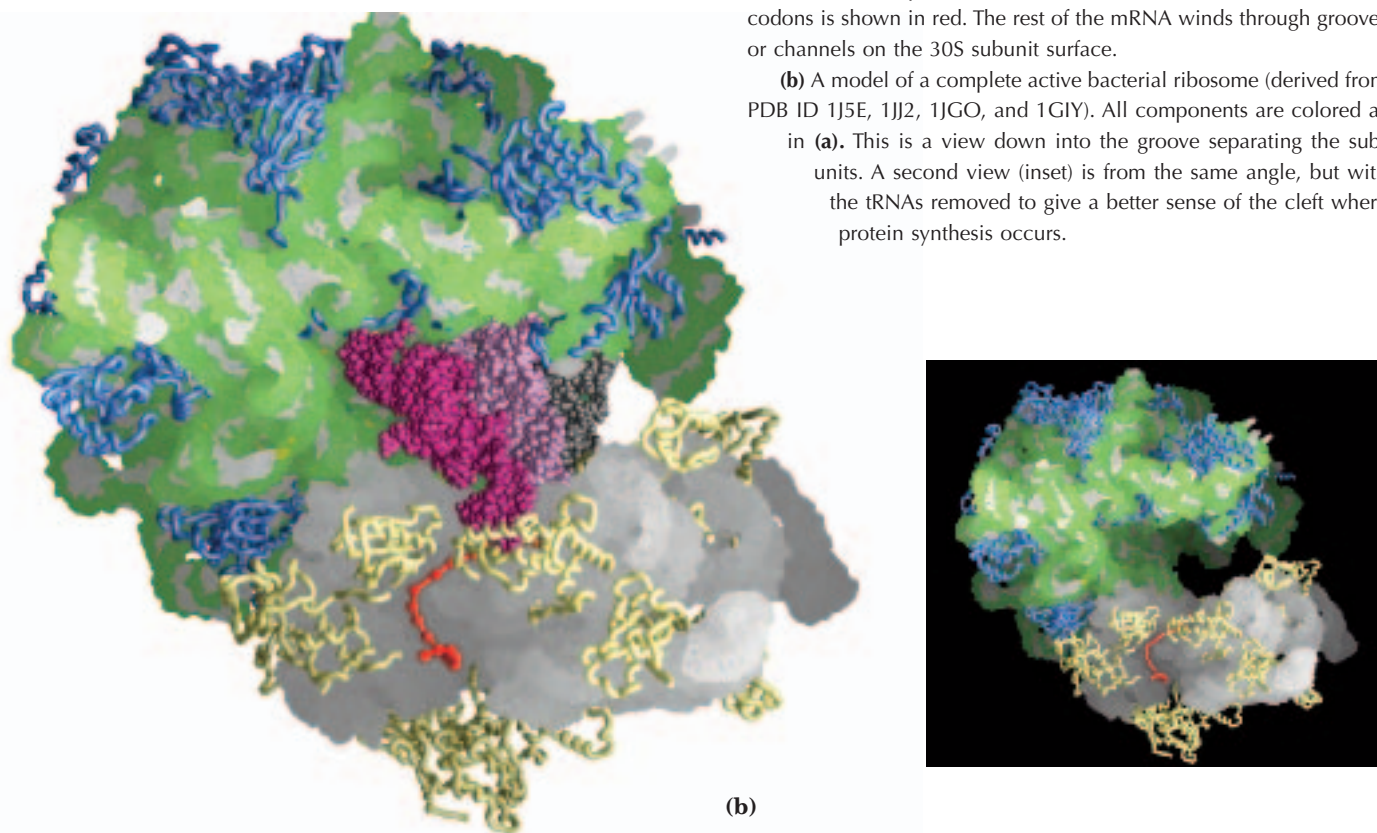 codons is shown in red. The rest of the mRNA winds through groove
or channels on the 30S subunit surface.
(b) A model of a complete active bacterial ribosome (derived from
PDB ID 1J5E, 1JJ2, 1JGO, and 1GIY). All components are colored a
in (a). This is a view down into the groove separating the sub
units. A second view (inset) is from the same angle, but wit
the tRNAs removed to give a better sense of the cleft wher
protein synthesis occurs.
(b)